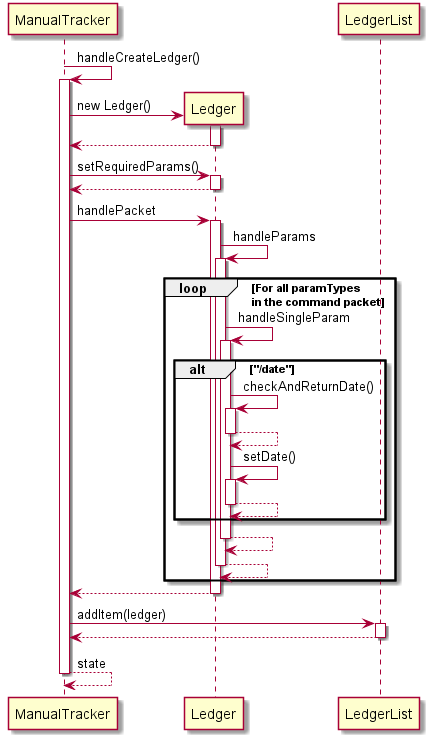 ManualTracker
LedgerList
handleCreateLedger()
new Ledger()
Ledger
setRequiredParams()
handlePacket
handleParams
loop
[For all paramTypes
in the command packet]
handleSingleParam
alt
["/date"]
checkAndReturnDate()
setDate()
addItem(ledger)
state
ManualTracker
Ledger
LedgerList